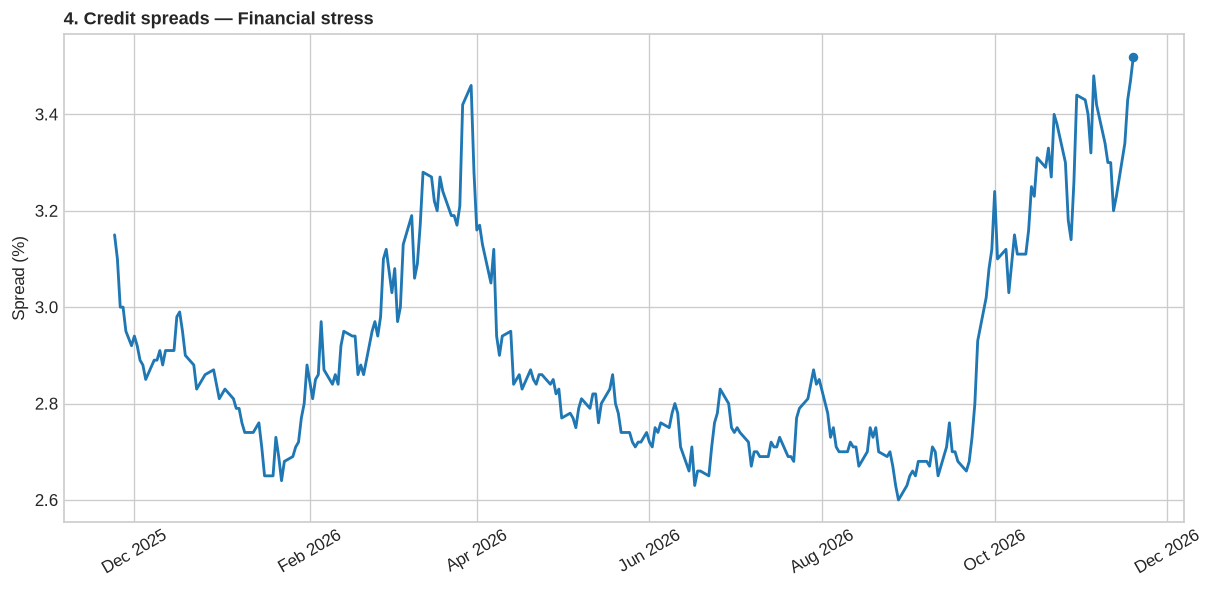 4. Credit spreads — Financial stress
Spread (%)
3.4
3.2
3.0
2.8
2.6
Dec 2025
Feb 2026
Apr 2026
Jun 2026
Aug 2026
Oct 2026
Dec 2026